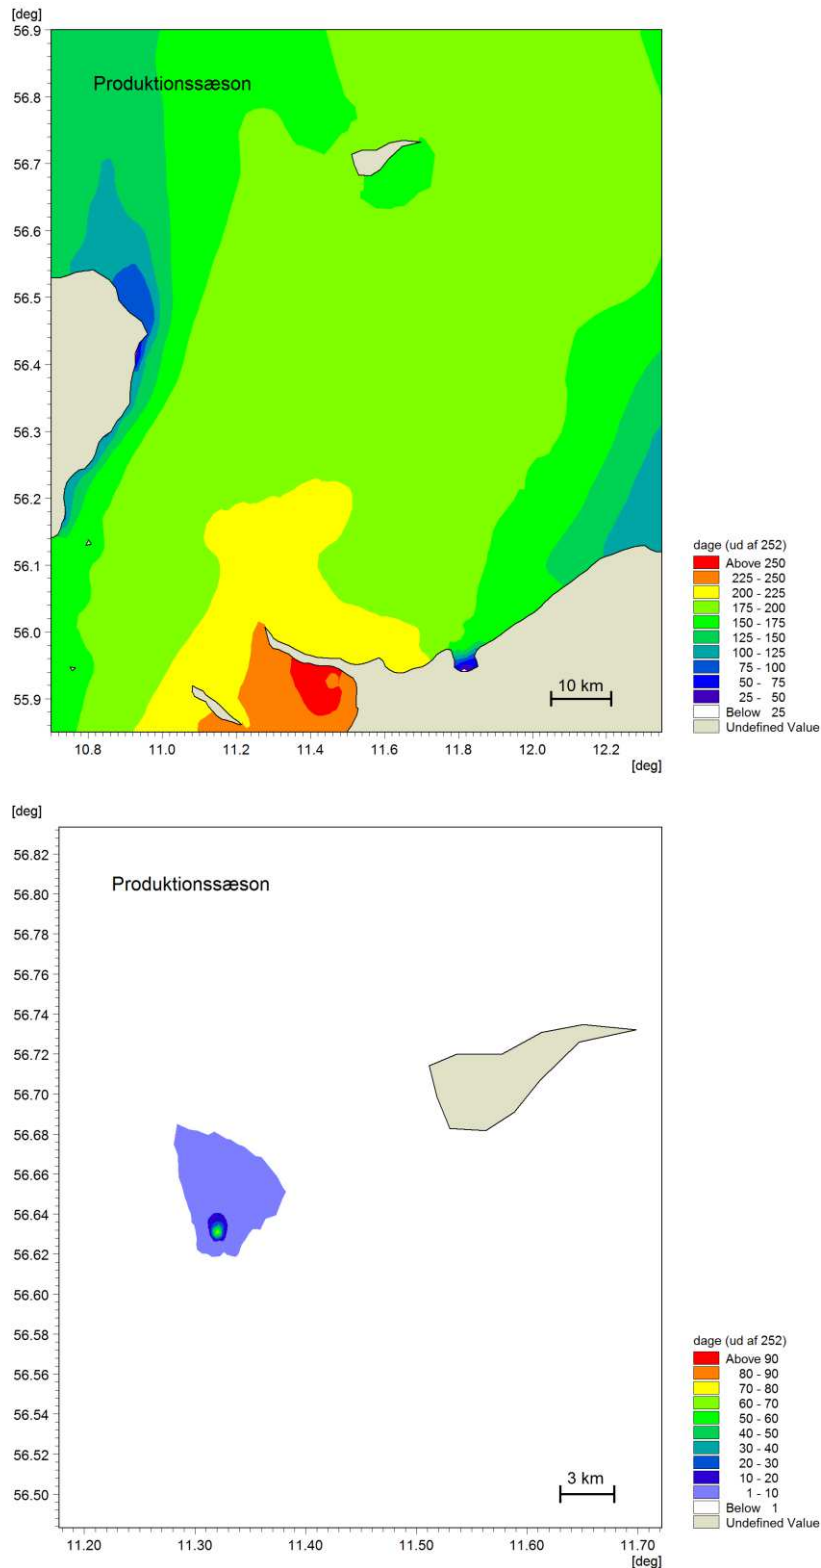 [deg]
56.9
Produktionssæson
56.8
56.7
56.6
56.5
56.4
56.3
56.2
56.1
56.0
55.9
10.8 11.0 11.2 11.4 11.6 11.8 12.0 12.2
[deg]
10 km
dage (ud af 252)
Above 250
225 - 250
200 - 225
175 - 200
150 - 175
125 - 150
100 - 125
75 - 100
50 - 75
25 - 50
Below 25
Undefined Value
[deg]
56.82
Produktionssæson
56.80
56.78
56.76
56.74
56.72
56.70
56.68
56.66
56.64
56.62
56.60
56.58
56.56
56.54
56.52
56.50
11.20 11.30 11.40 11.50 11.60 11.70
[deg]
3 km
dage (ud af 252)
Above 90
80 - 90
70 - 80
60 - 70
50 - 60
40 - 50
30 - 40
20 - 30
10 - 20
1 - 10
Below 1
Undefined Value